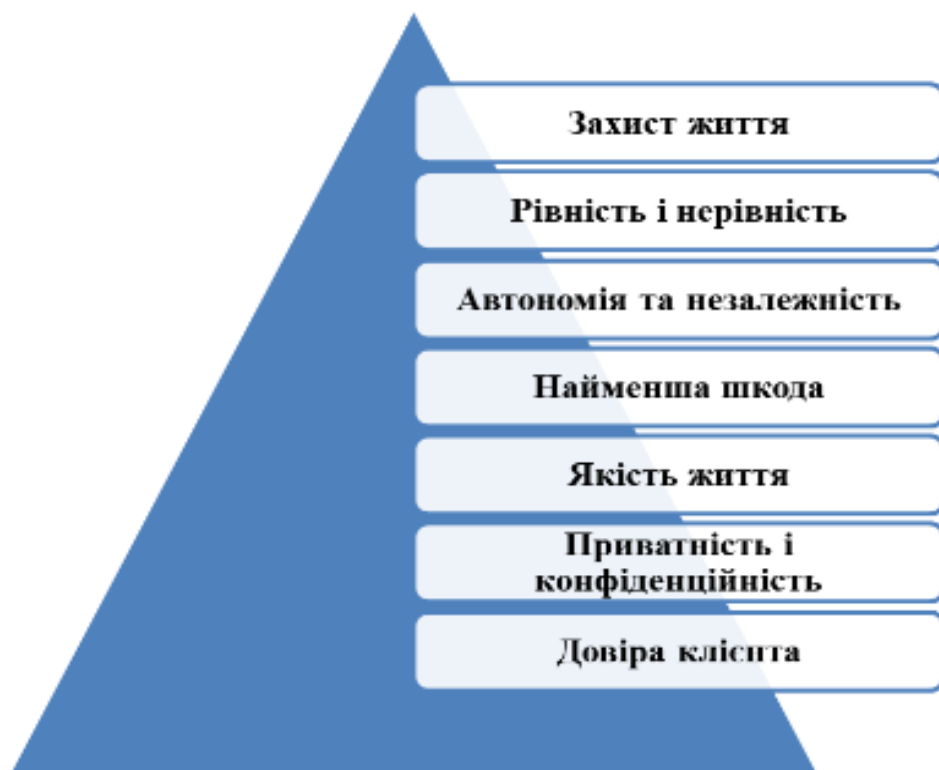 Захист життя
Рівність і нерівність
Автономія та незалежність
Найменша шкода
Якість життя
Приватність і
конфіденційність
Довіра клієнта